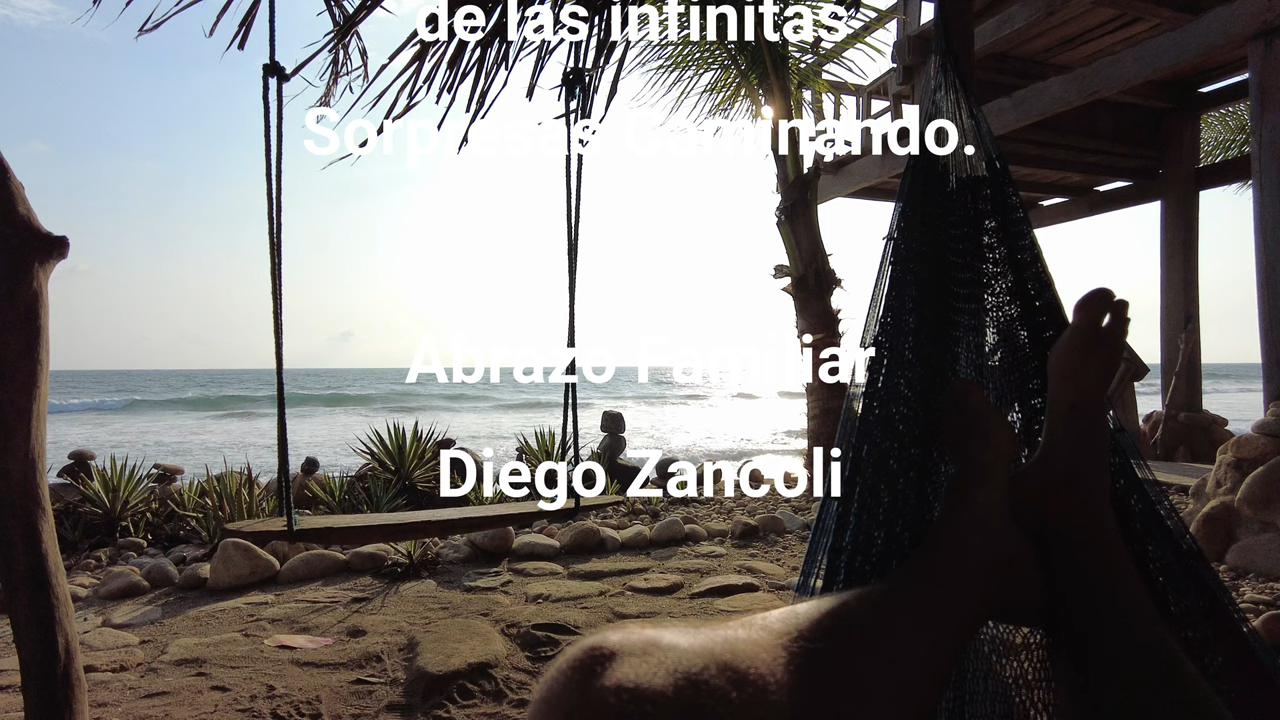 de las infinitas
Sorpresas Caminando.
Abrazo Familiar
Diego Zancoli